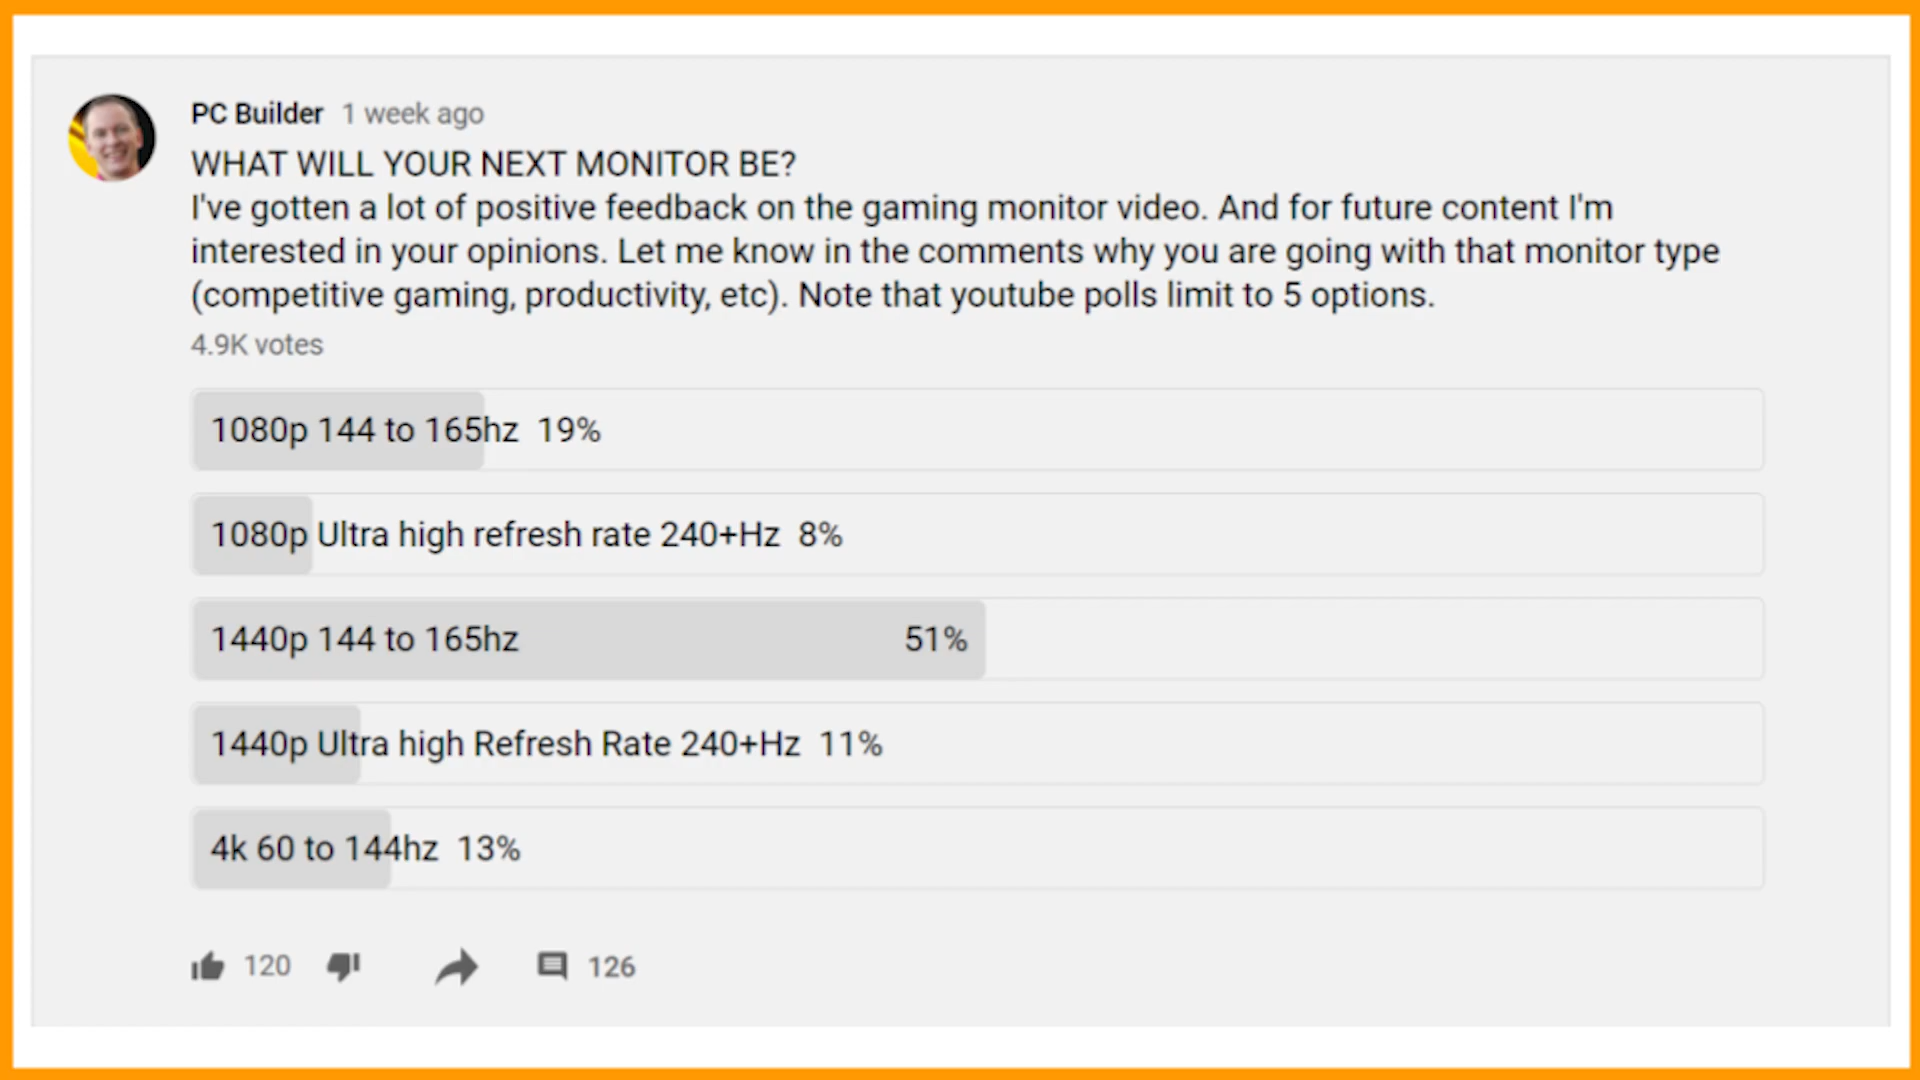 PC Builder 1 week ago
WHAT WILL YOUR NEXT MONITOR BE?
I've gotten a lot of positive feedback on the gaming monitor video. And for future content I'm
interested in your opinions. Let me know in the comments why you are going with that monitor type
(competitive gaming, productivity, etc). Note that youtube polls limit to 5 options.
4.9K votes
1080p 144 to 165hz 19%
1080p Ultra high refresh rate 240+Hz 8%
1440p 144 to 165hz 51%
1440p Ultra high Refresh Rate 240+Hz 11%
4k 60 to 144hz 13%
120 126